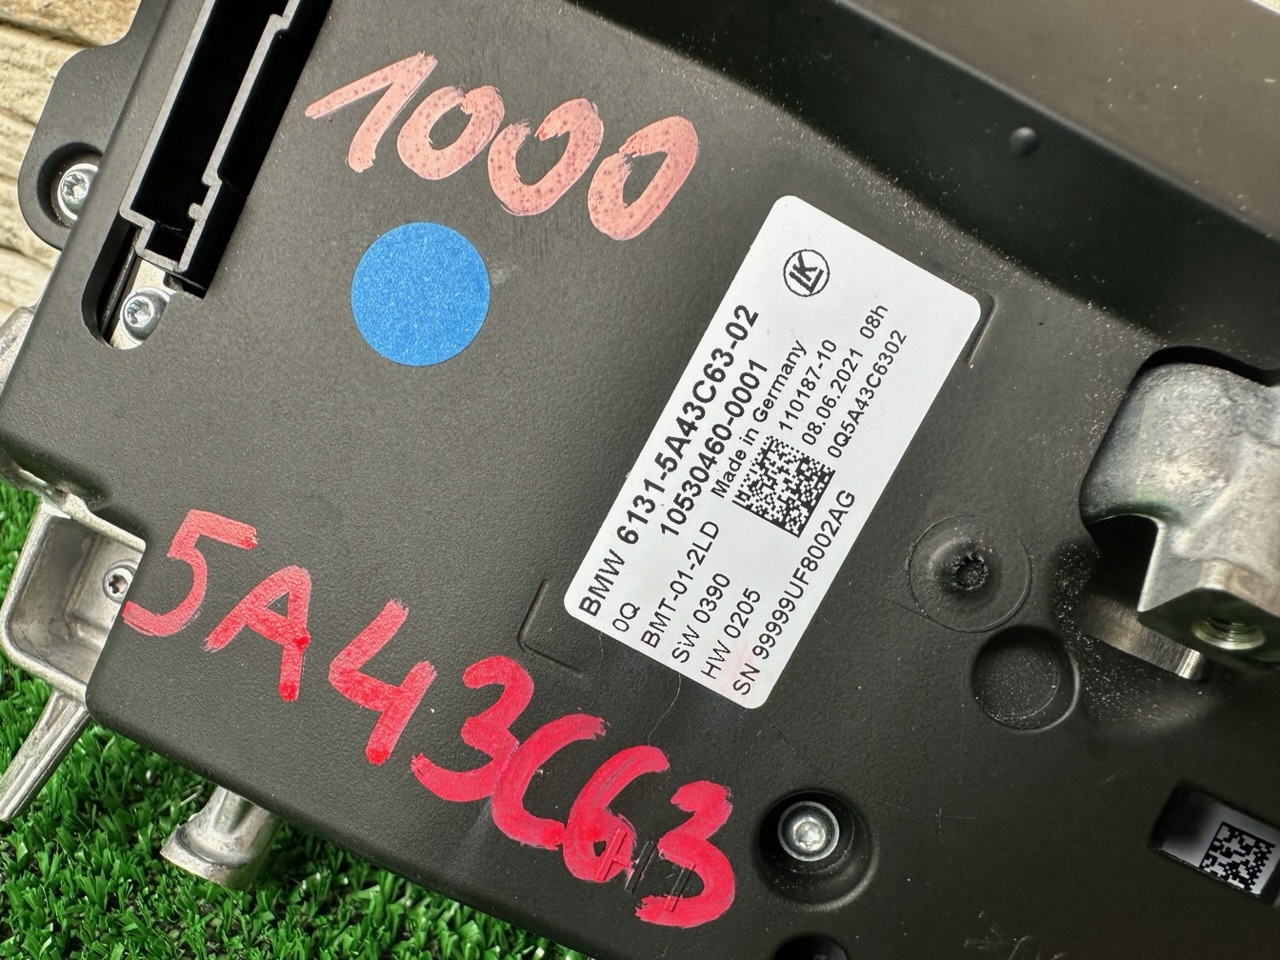 1000
LK
BMW 6131-5A43C63-02
10530460-0001
0Q
Made in Germany
BMT-01-2LD
110187-10
SW 0390
08.06.2021 08h
HW 0205
0Q5A43C6302
SN 99999UF8002AG
5A43C63